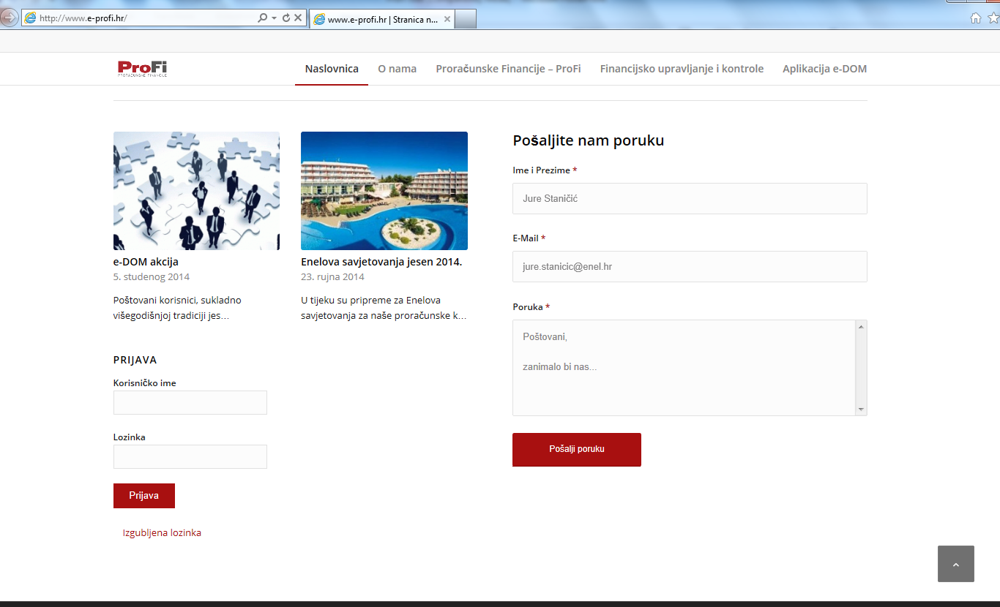 http://www.e-profi.hr/
www.e-profi.hr | Stranica n...
ProFi
PRORAČUNSKE FINANCIJE
Naslovnica
O nama
Proračunske Financije – ProFi
Financijsko upravljanje i kontrole
Aplikacija e-DOM
e-DOM akcija
5. studenog 2014
Poštovani korisnici, sukladno
višegodišnjoj tradiciji jes…
Enelova savjetovanja jesen 2014.
23. rujna 2014
U tijeku su pripreme za Enelova
savjetovanja za naše proračunske k…
PRIJAVA
Korisničko ime
Lozinka
Prijava
Izgubljena lozinka
Pošaljite nam poruku
Ime i Prezime *
Jure Staničić
E-Mail *
jure.stanicic@enel.hr
Poruka *
Poštovani,
zanimalo bi nas...
Pošalji poruku